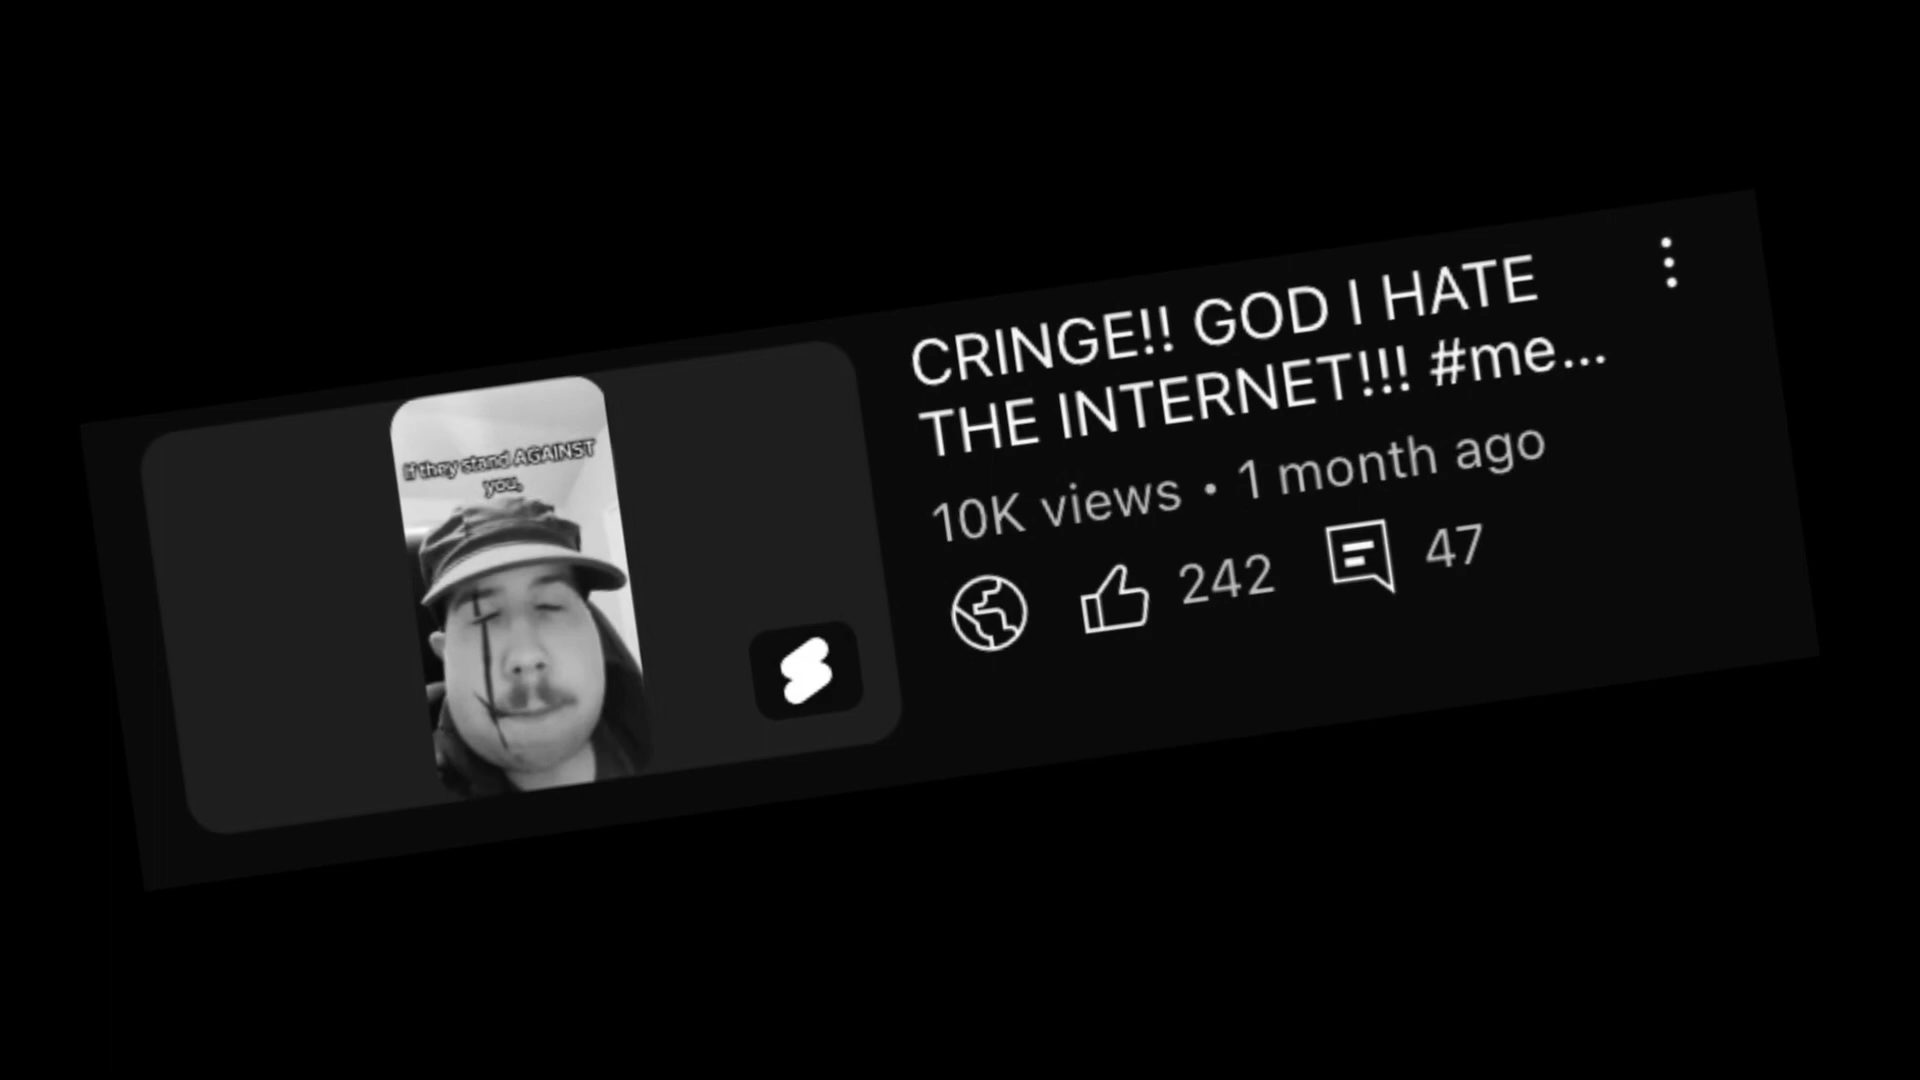 if they stand AGAINST
you,
CRINGE!! GOD I HATE
THE INTERNET!!! #me...
10K views • 1 month ago
242 47